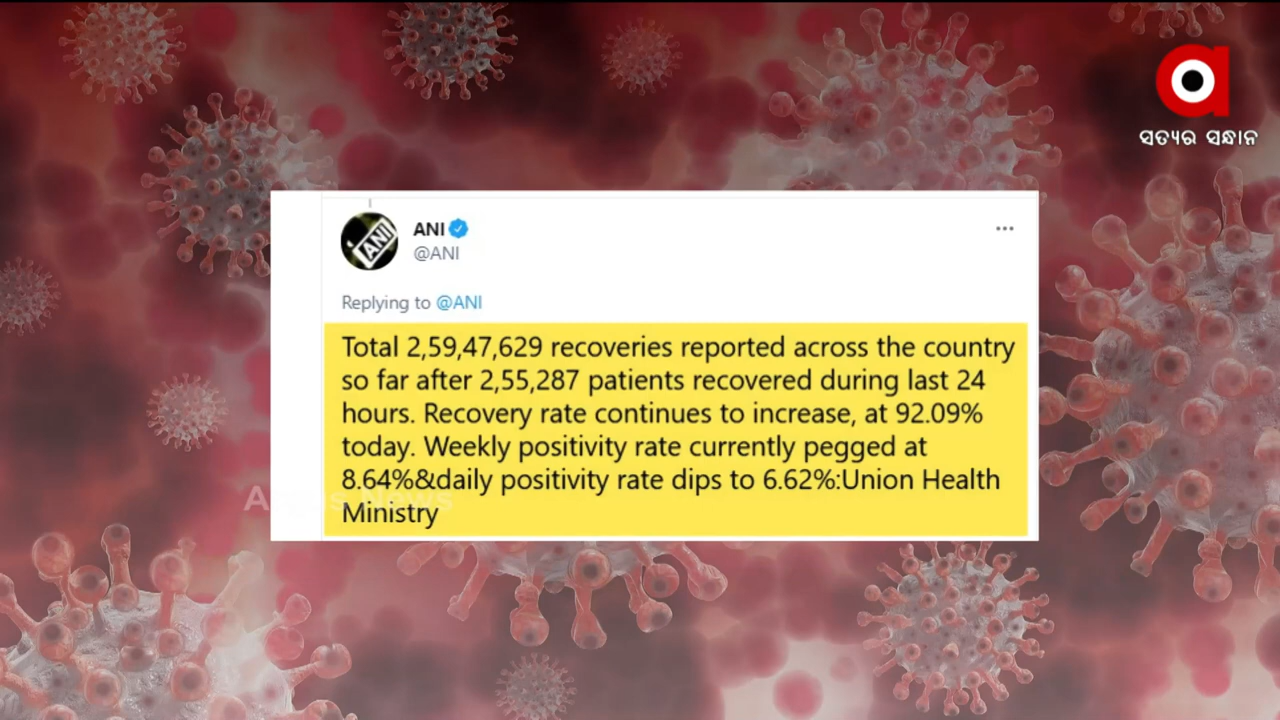 ସତ୍ୟର ସନ୍ଧାନ
ANI
@ANI
Replying to @ANI
Total 2,59,47,629 recoveries reported across the country
so far after 2,55,287 patients recovered during last 24
hours. Recovery rate continues to increase, at 92.09%
today. Weekly positivity rate currently pegged at
8.64%&daily positivity rate dips to 6.62%:Union Health
Ministry
Argus News